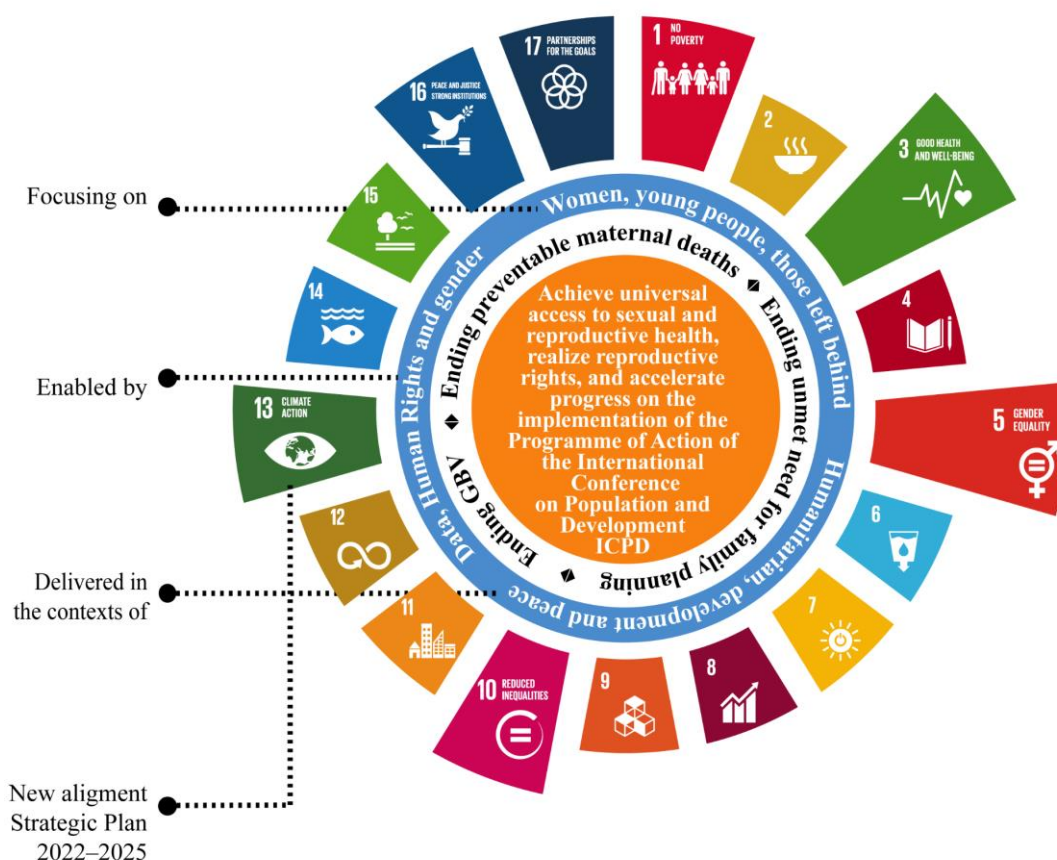 17 PARTNERSHIPS
FOR THE GOALS
1 NO
POVERTY
16 PEACE AND JUSTICE
STRONG INSTITUTIONS
2
3 GOOD HEALTH
AND WELL-BEING
15
Focusing on
Women, young people, those left behind
Ending preventable maternal deaths
14
4
Achieve universal
access to sexual and
reproductive health,
realize reproductive
rights, and accelerate
progress on the
implementation of the
Programme of Action of
the International
Conference
on Population and
Development
ICPD
Enabled by
Data, Human Rights and gender
Ending unmet need for family planning
13 CLIMATE
ACTION
5 GENDER
EQUALITY
Ending GBV
Humanitarian, development and peace
12
6
Delivered in
the contexts of
11
7
10 REDUCED
INEQUALITIES
9
8
New aligment
Strategic Plan
2022–2025